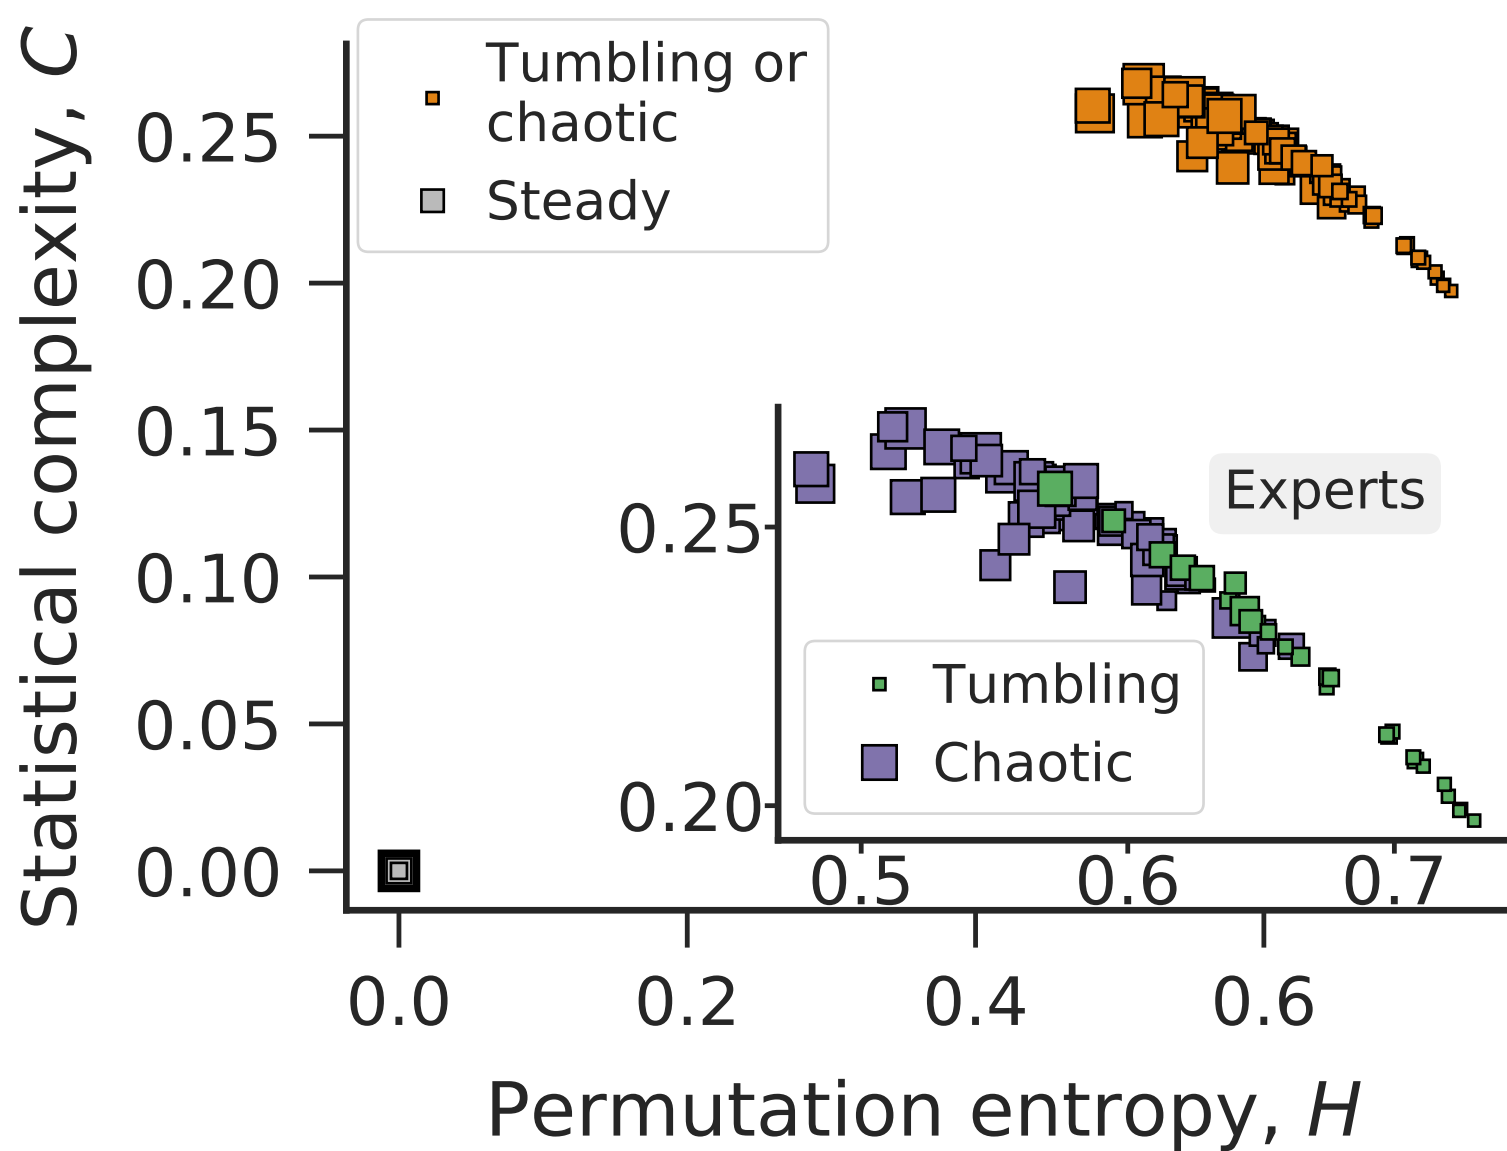 Statistical complexity, C
0.25
0.20
0.15
0.10
0.05
0.00
Tumbling or
chaotic
Steady
0.25
0.20
Experts
Tumbling
Chaotic
0.5 0.6 0.7
0.0 0.2 0.4 0.6
Permutation entropy, H